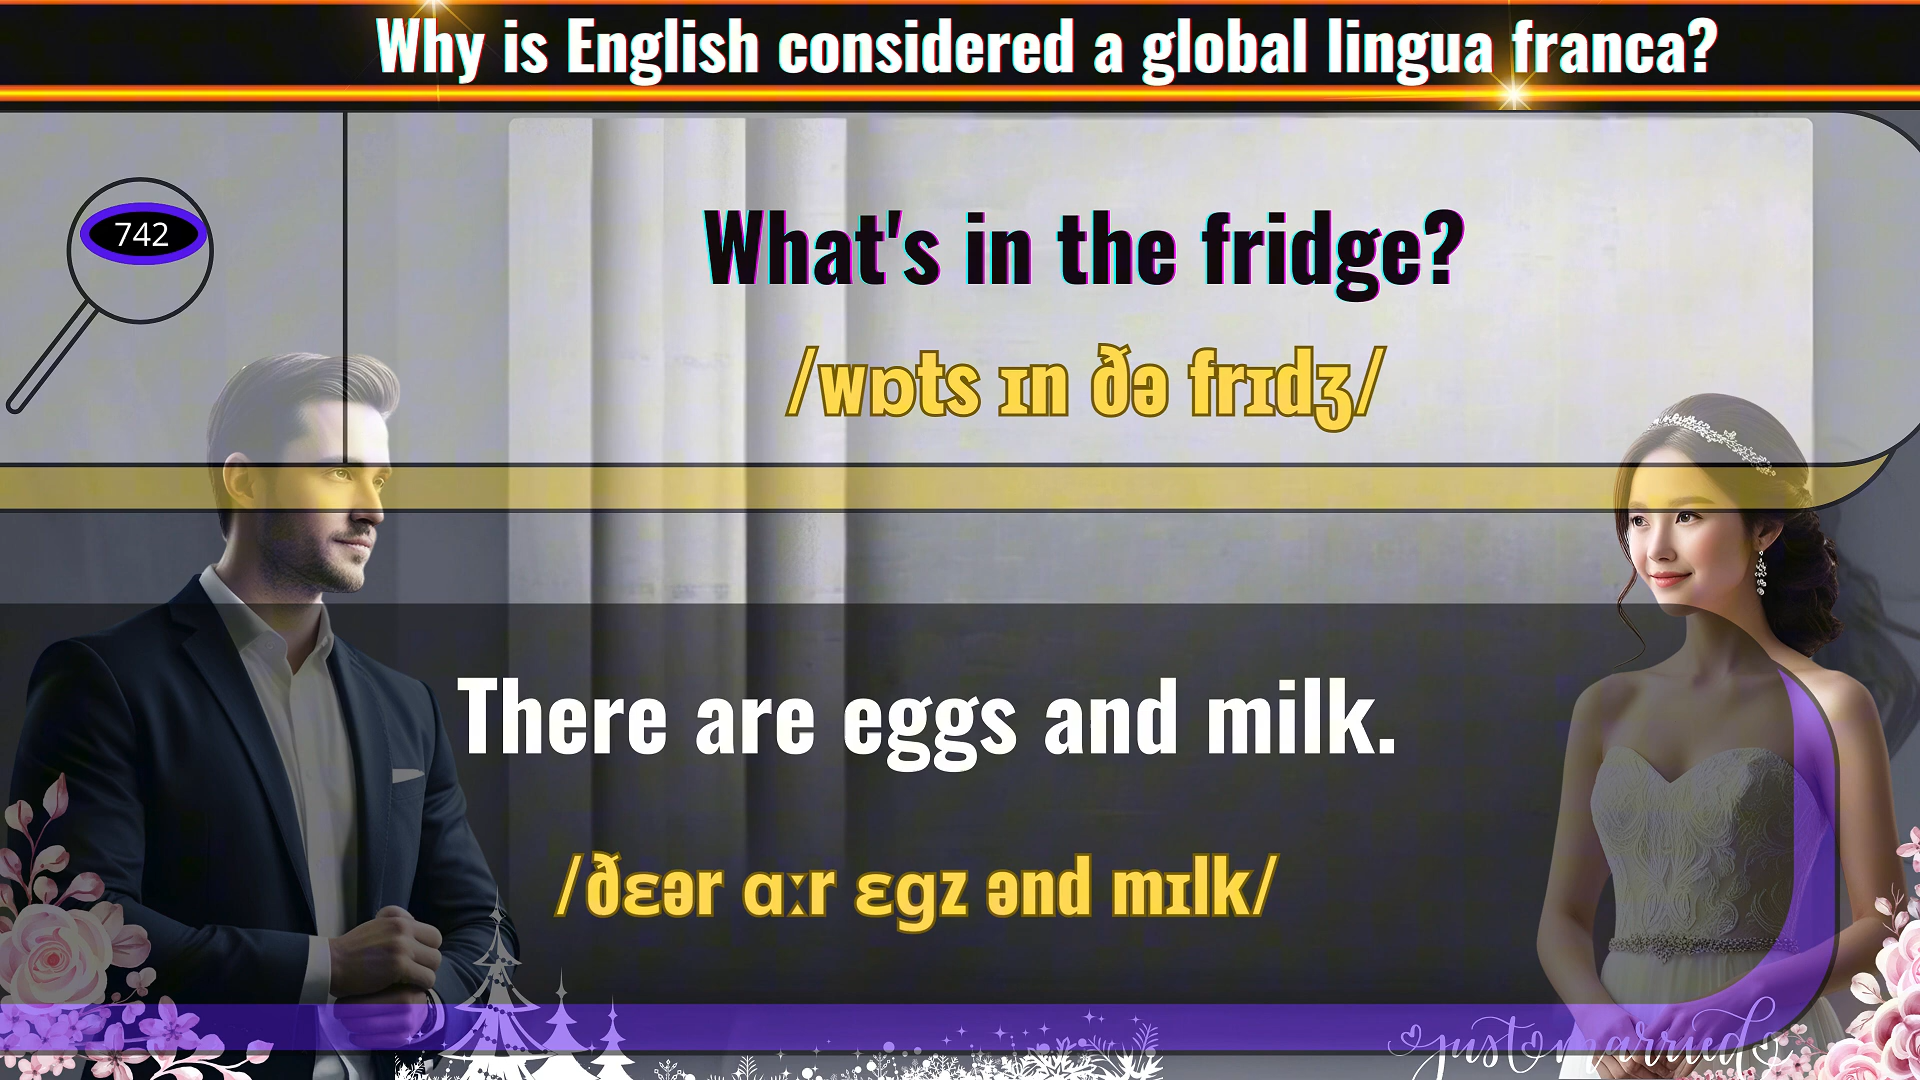 Why is English considered a global lingua franca?
742
What's in the fridge?
/wɒts ɪn ðə frɪdʒ/
There are eggs and milk.
/ðɛər ɑːr ɛgz ənd mɪlk/
just married